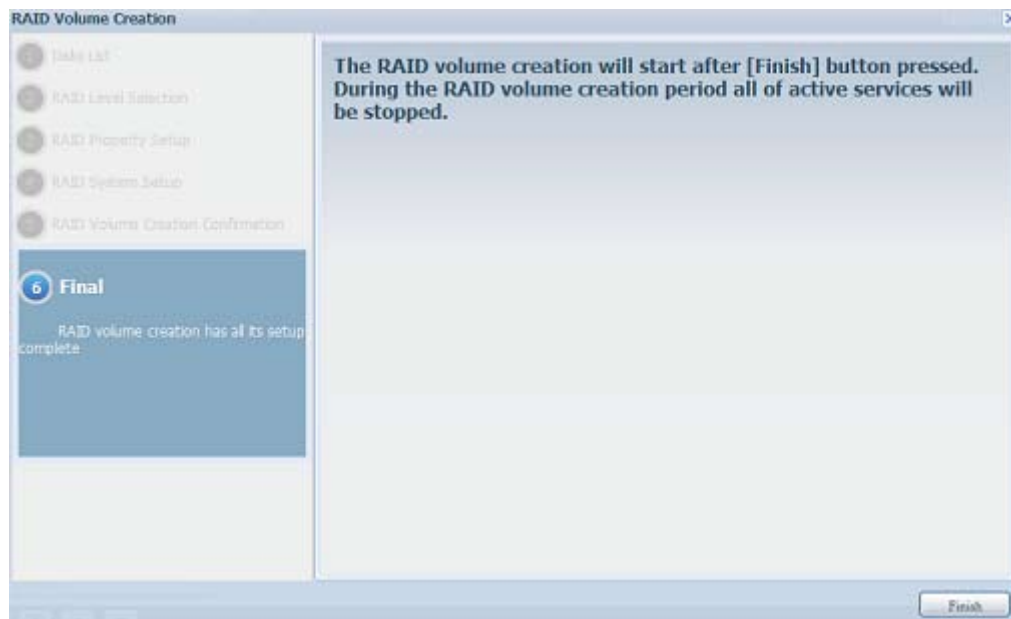 RAID Volume Creation
Disks List
RAID Level Selection
RAID Property Setup
RAID System Setup
RAID Volume Creation Confirmation
6 Final
RAID volume creation has all its setup
complete
The RAID volume creation will start after [Finish] button pressed.
During the RAID volume creation period all of active services will
be stopped.
Finish